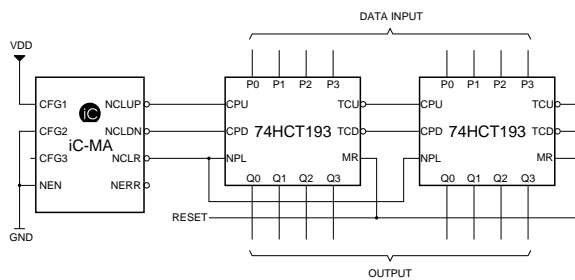 DATA INPUT
VDD
P0 P1 P2 P3
P0 P1 P2 P3
CFG1 NCLUP CPU TCU CPU TCU
iC
CFG2 NCLDN CPD 74HCT193 TCD CPD 74HCT193 TCD
iC-MA
CFG3 NCLR NPL MR NPL MR
NEN NERR Q0 Q1 Q2 Q3 Q0 Q1 Q2 Q3
RESET
GND
OUTPUT